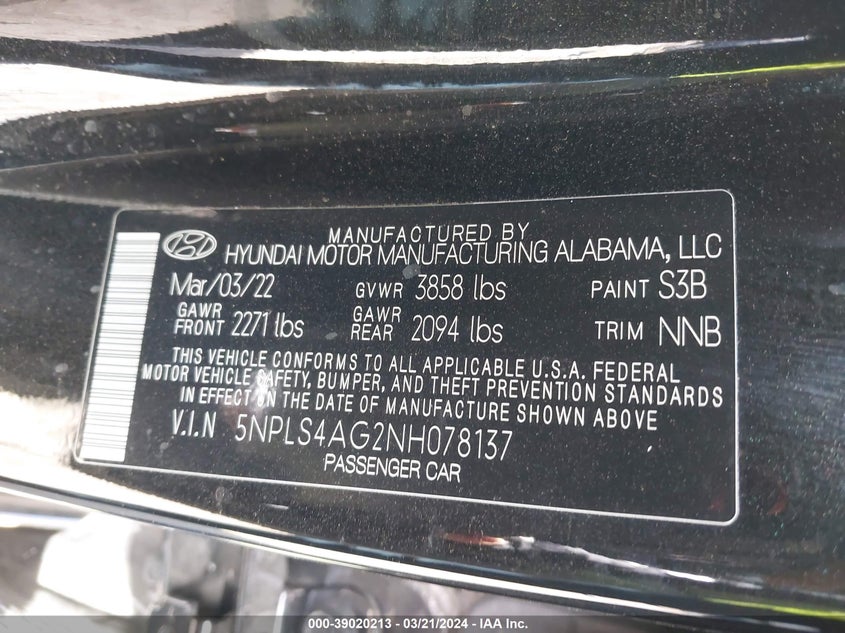 MANUFACTURED BY
HYUNDAI MOTOR MANUFACTURING ALABAMA, LLC
Mar/03/22 GVWR 3858 lbs PAINT S3B
GAWR FRONT 2271 lbs GAWR REAR 2094 lbs TRIM NNB
THIS VEHICLE CONFORMS TO ALL APPLICABLE U.S.A. FEDERAL
MOTOR VEHICLE SAFETY, BUMPER, AND THEFT PREVENTION STANDARDS
IN EFFECT ON THE DATE OF MANUFACTURE SHOWN ABOVE
V.I.N 5NPLS4AG2NH078137
PASSENGER CAR
000-39020213 - 03/21/2024 - IAA Inc.